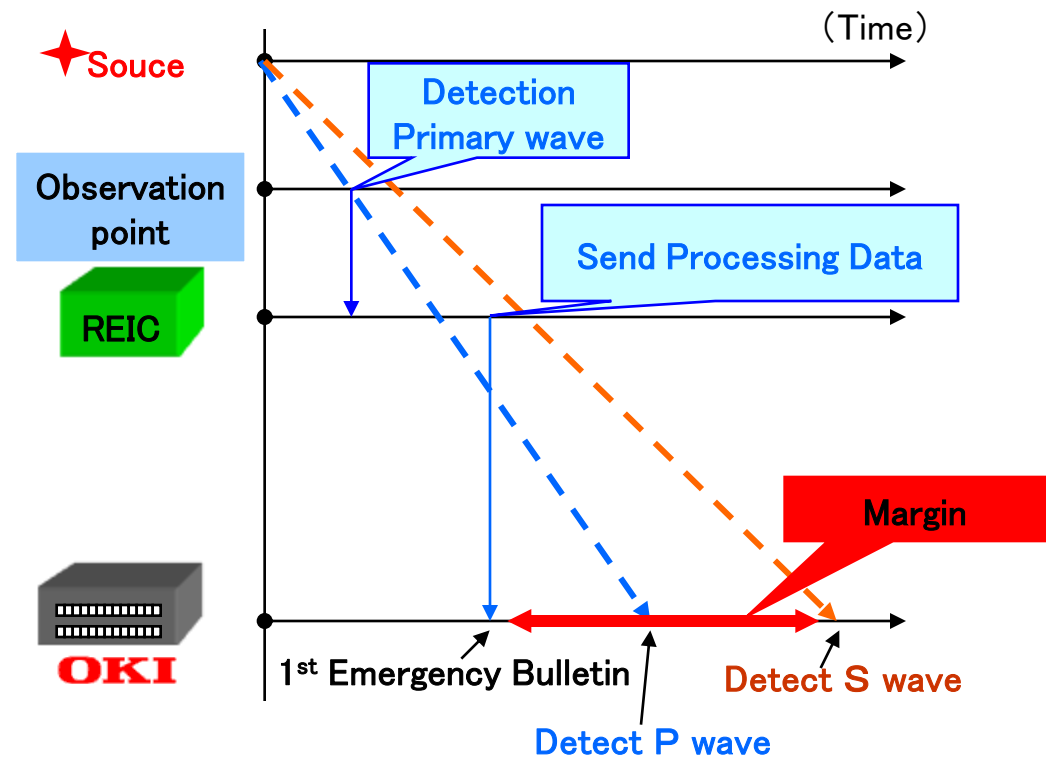 (Time)
Souce
Detection
Primary wave
Observation
point
Send Processing Data
REIC
Margin
OKI
1st Emergency Bulletin
Detect S wave
Detect P wave